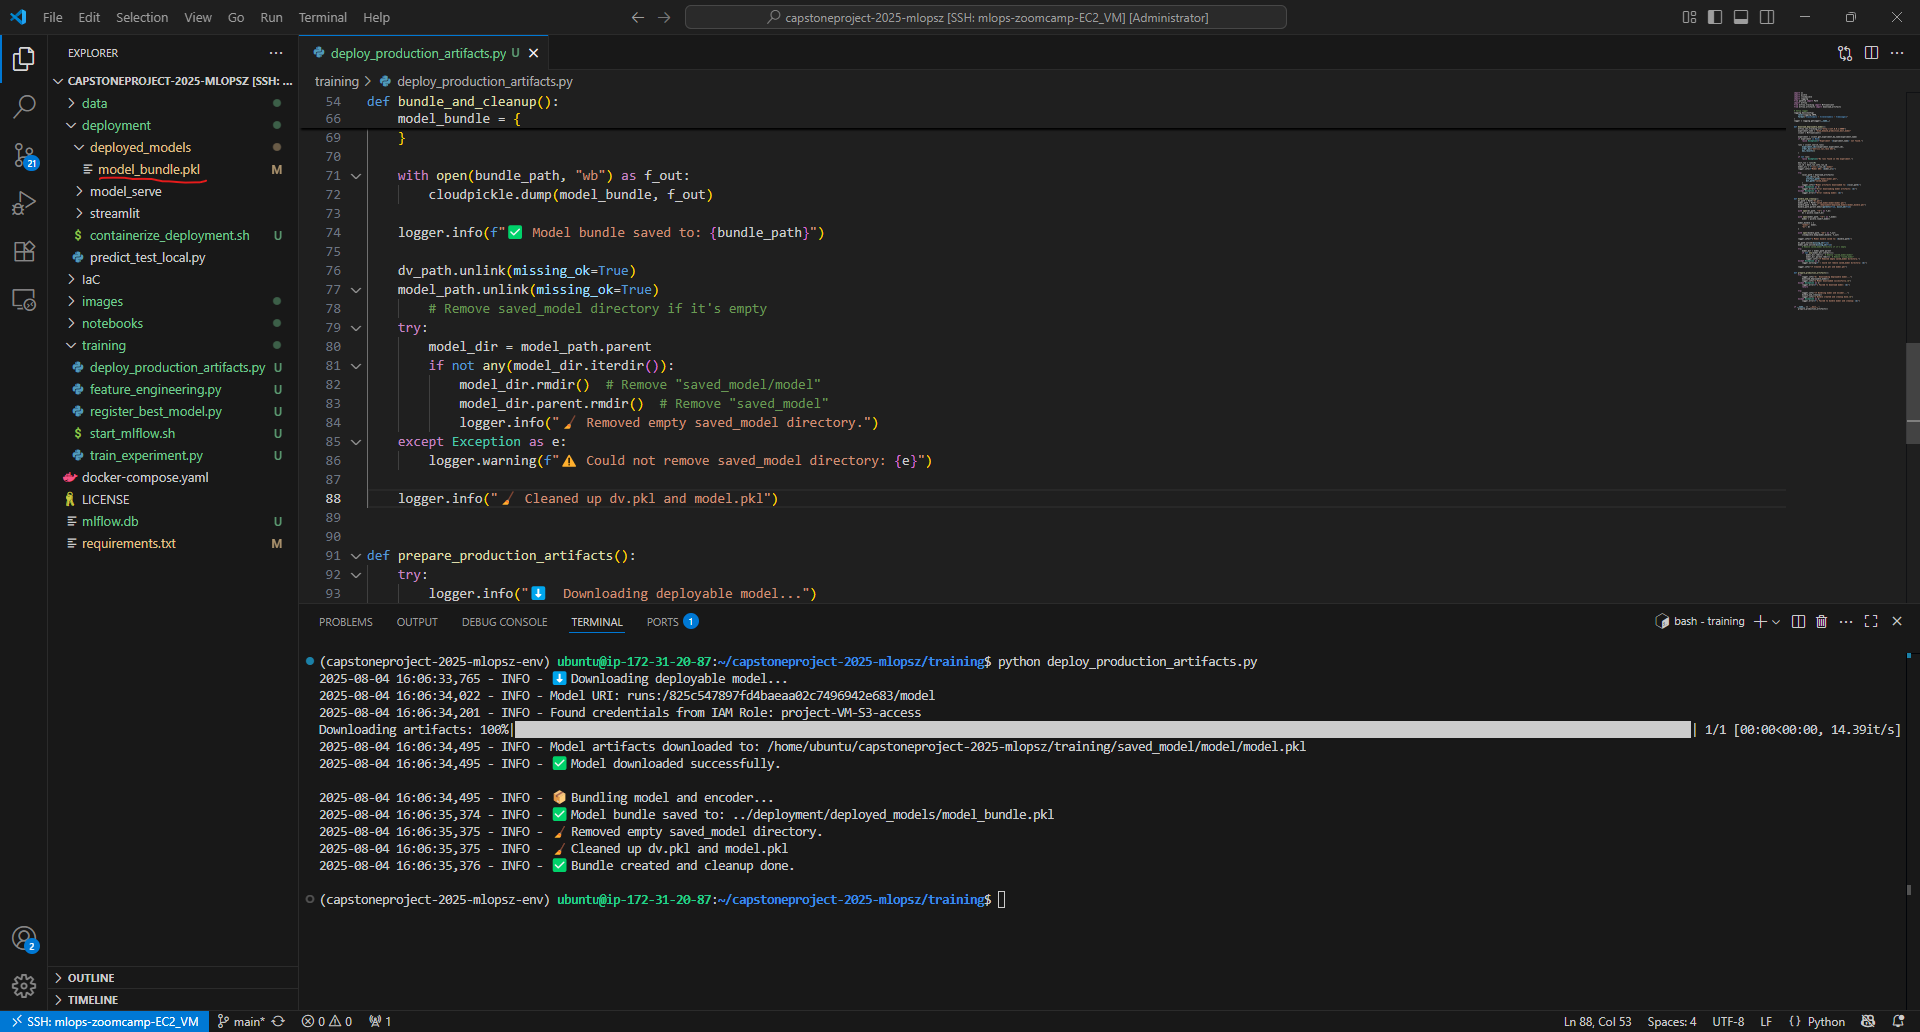 File Edit Selection View Go Run Terminal Help
capstoneproject-2025-mlopsz [SSH: mlops-zoomcamp-EC2_VM] [Administrator]
EXPLORER
CAPSTONEPROJECT-2025-MLOPSZ [SSH: ...
data
deployment
deployed_models
model_bundle.pkl M
model_serve
streamlit
$ containerize_deployment.sh U
predict_test_local.py
IaC
images
notebooks
training
deploy_production_artifacts.py U
feature_engineering.py U
register_best_model.py U
$ start_mlflow.sh U
train_experiment.py U
docker-compose.yaml
LICENSE
mlflow.db U
requirements.txt M
OUTLINE
TIMELINE
21
2
deploy_production_artifacts.py U
training > deploy_production_artifacts.py
54 def bundle_and_cleanup():
66 model_bundle = {
69 }
70
71 with open(bundle_path, "wb") as f_out:
72 cloudpickle.dump(model_bundle, f_out)
73
74 logger.info(f"✅ Model bundle saved to: {bundle_path}")
75
76 dv_path.unlink(missing_ok=True)
77 model_path.unlink(missing_ok=True)
78 # Remove saved_model directory if it's empty
79 try:
80 model_dir = model_path.parent
81 if not any(model_dir.iterdir()):
82 model_dir.rmdir()  # Remove "saved_model/model"
83 model_dir.parent.rmdir()  # Remove "saved_model"
84 logger.info("🧹 Removed empty saved_model directory.")
85 except Exception as e:
86 logger.warning(f"⚠️ Could not remove saved_model directory: {e}")
87
88 logger.info("🧹 Cleaned up dv.pkl and model.pkl")
89
90
91 def prepare_production_artifacts():
92 try:
93 logger.info("⬇️  Downloading deployable model...")
PROBLEMS OUTPUT DEBUG CONSOLE TERMINAL PORTS 1
bash - training
(capstoneproject-2025-mlopsz-env) ubuntu@ip-172-31-20-87:~/capstoneproject-2025-mlopsz/training$ python deploy_production_artifacts.py
2025-08-04 16:06:33,765 - INFO - ⬇️ Downloading deployable model...
2025-08-04 16:06:34,022 - INFO - Model URI: runs:/825c547897fd4baeaa02c7496942e683/model
2025-08-04 16:06:34,201 - INFO - Found credentials from IAM Role: project-VM-S3-access
Downloading artifacts: 100%| | 1/1 [00:00<00:00, 14.39it/s]
2025-08-04 16:06:34,495 - INFO - Model artifacts downloaded to: /home/ubuntu/capstoneproject-2025-mlopsz/training/saved_model/model/model.pkl
2025-08-04 16:06:34,495 - INFO - ✅ Model downloaded successfully.
2025-08-04 16:06:34,495 - INFO - 📦 Bundling model and encoder...
2025-08-04 16:06:35,374 - INFO - ✅ Model bundle saved to: ../deployment/deployed_models/model_bundle.pkl
2025-08-04 16:06:35,375 - INFO - 🧹 Removed empty saved_model directory.
2025-08-04 16:06:35,375 - INFO - 🧹 Cleaned up dv.pkl and model.pkl
2025-08-04 16:06:35,376 - INFO - ✅ Bundle created and cleanup done.
(capstoneproject-2025-mlopsz-env) ubuntu@ip-172-31-20-87:~/capstoneproject-2025-mlopsz/training$
SSH: mlops-zoomcamp-EC2_VM main* 0 0 1 Ln 88, Col 53 Spaces: 4 UTF-8 LF {} Python